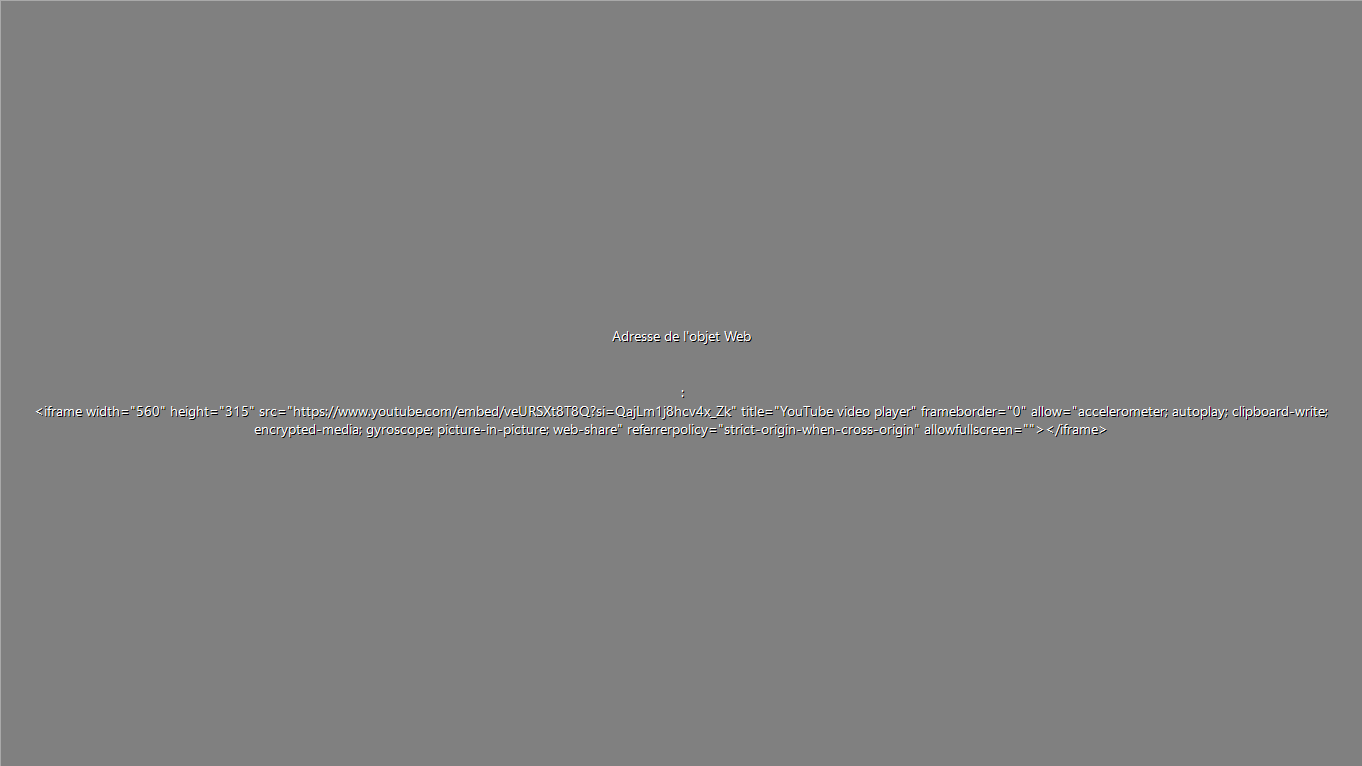 Adresse de l'objet Web
:
<iframe width="560" height="315" src="https://www.youtube.com/embed/veURSXt8T8Q?si=QajLm1j8hcv4x_Zk" title="YouTube video player" frameborder="0" allow="accelerometer; autoplay; clipboard-write;
encrypted-media; gyroscope; picture-in-picture; web-share" referrerpolicy="strict-origin-when-cross-origin" allowfullscreen=""></iframe>